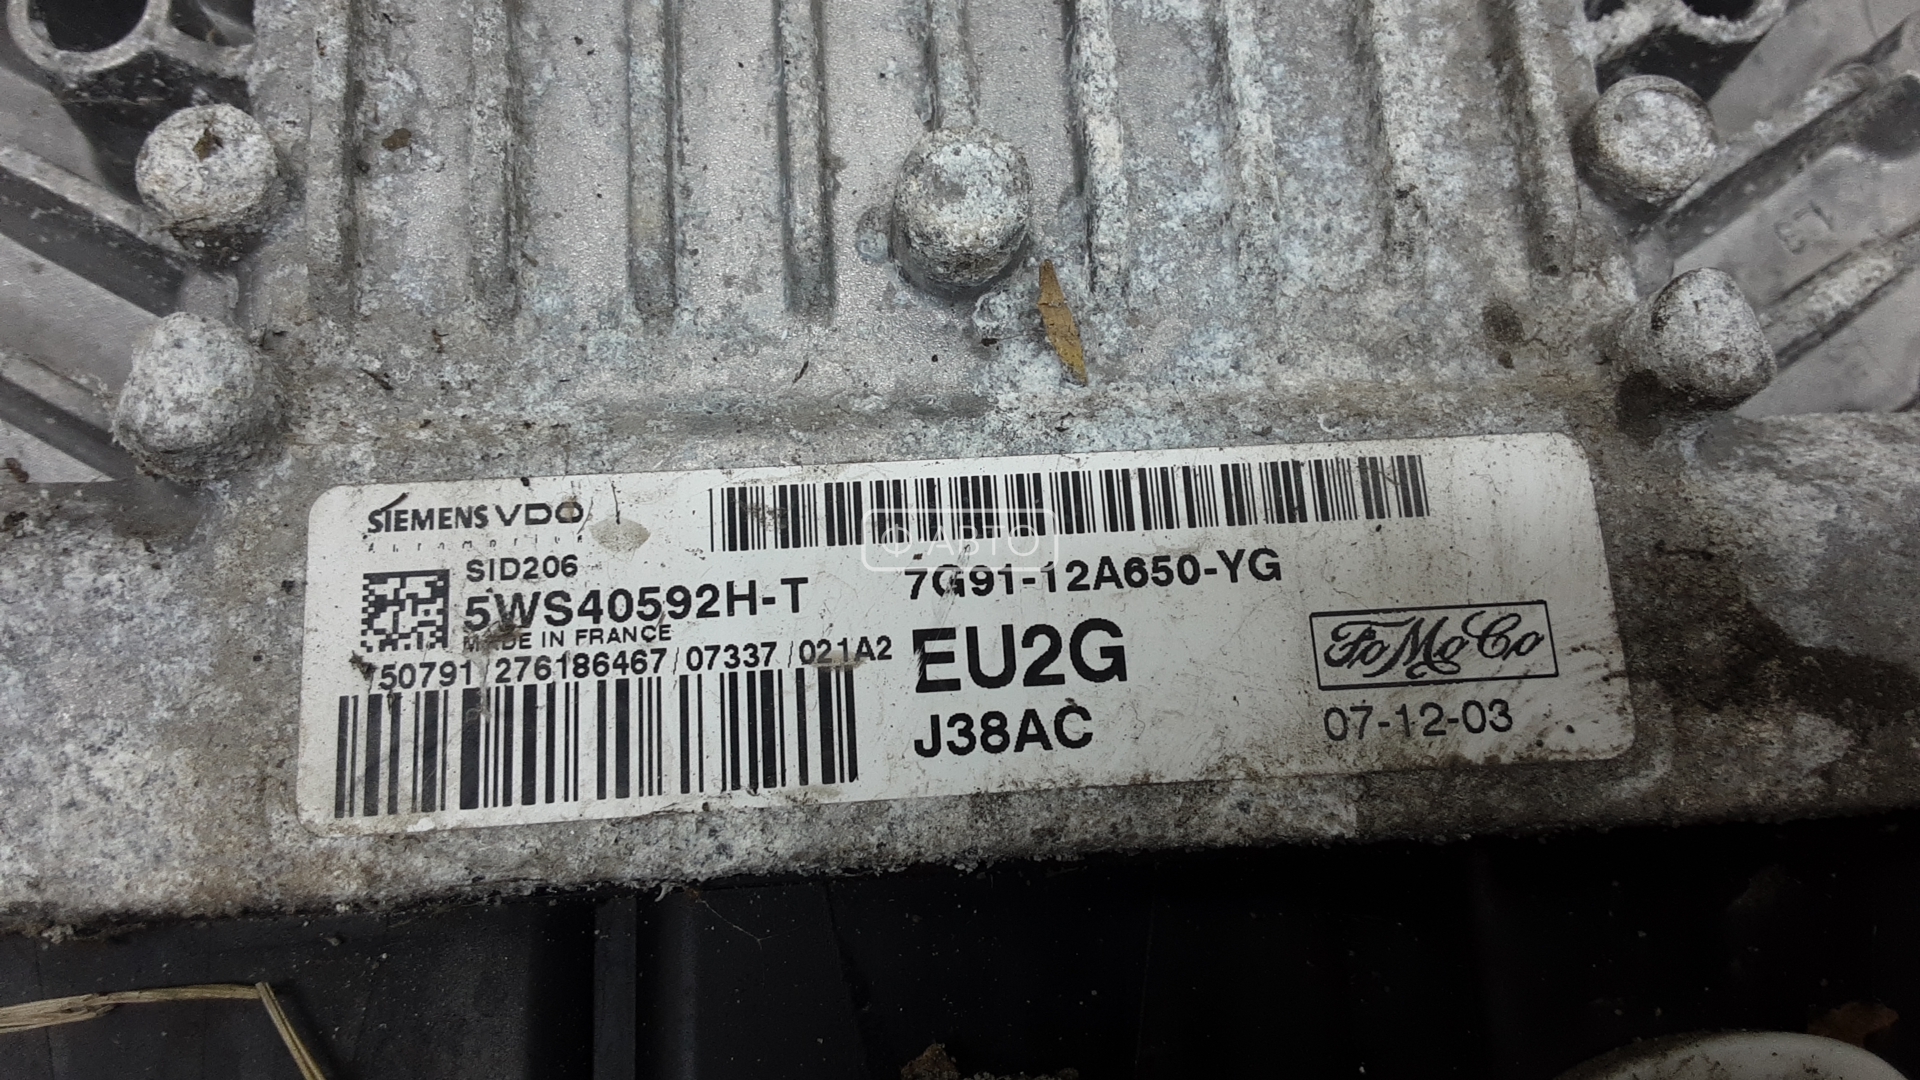 SIEMENS VDO
Automotive
SID206
5WS40592H-T
MADE IN FRANCE
50791 276186467/07337/021A2
7G91-12A650-YG
EU2G
J38AC
FoMoCo
07-12-03
Ф АВТО